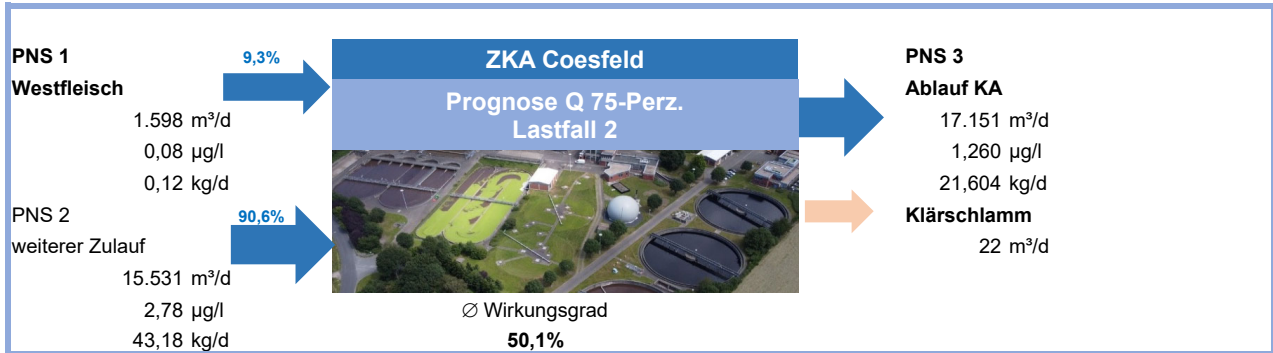 PNS 1
Westfleisch
1.598 m³/d
0,08 µg/l
0,12 kg/d
9,3%
PNS 2
weiterer Zulauf
15.531 m³/d
2,78 µg/l
43,18 kg/d
90,6%
ZKA Coesfeld
Prognose Q 75-Perz.
Lastfall 2
∅ Wirkungsgrad
50,1%
PNS 3
Ablauf KA
17.151 m³/d
1,260 µg/l
21,604 kg/d
Klärschlamm
22 m³/d